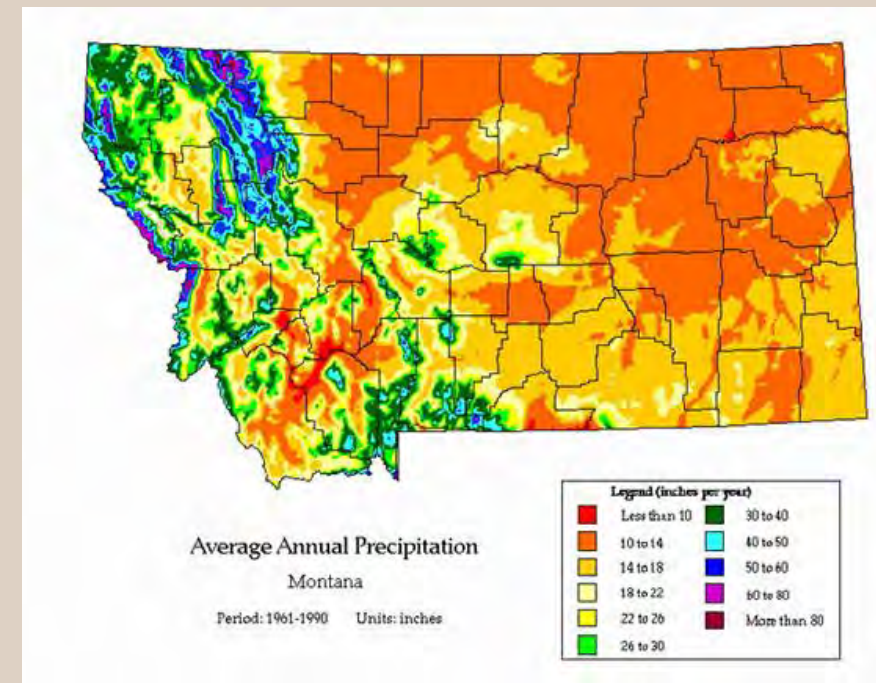 Average Annual Precipitation
Montana
Period: 1961-1990 Units: inches
Legend (inches per year)
Less than 10
10 to 14
14 to 18
18 to 22
22 to 26
26 to 30
30 to 40
40 to 50
50 to 60
60 to 80
More than 80